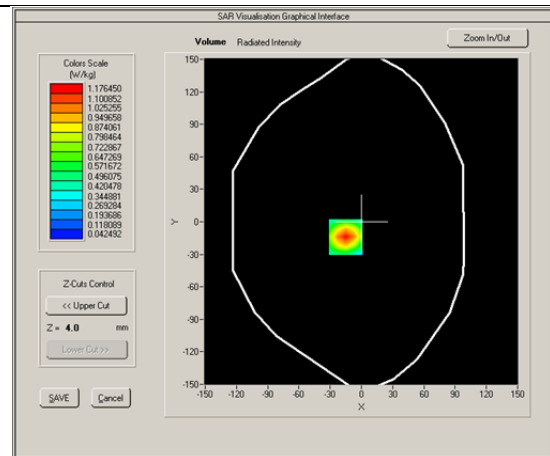 SAR Visualisation Graphical Interface
Volume Radiated Intensity
Zoom In/Out
Colors Scale
(W/kg)
1.176450
1.100852
1.025255
0.949658
0.874061
0.798464
0.722867
0.647269
0.571672
0.496075
0.420478
0.344881
0.269284
0.193686
0.118089
0.042492
Z-Cuts Control
<< Upper Cut
Z = 4.0 mm
Lower Cut >>
SAVE Cancel
Y
150-
120-
90-
60-
30-
0-
-30-
-60-
-90-
-120-
-150-
-150 -120 -90 -60 -30 0 30 60 90 120 150
X